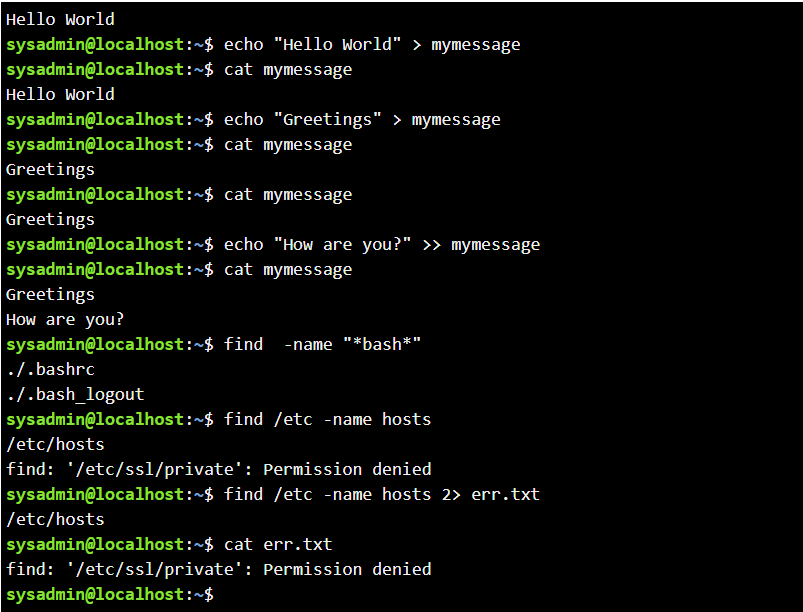 Hello World
sysadmin@localhost:~$ echo "Hello World" > mymessage
sysadmin@localhost:~$ cat mymessage
Hello World
sysadmin@localhost:~$ echo "Greetings" > mymessage
sysadmin@localhost:~$ cat mymessage
Greetings
sysadmin@localhost:~$ cat mymessage
Greetings
sysadmin@localhost:~$ echo "How are you?" >> mymessage
sysadmin@localhost:~$ cat mymessage
Greetings
How are you?
sysadmin@localhost:~$ find  -name "*bash*"
./.bashrc
./.bash_logout
sysadmin@localhost:~$ find /etc -name hosts
/etc/hosts
find: '/etc/ssl/private': Permission denied
sysadmin@localhost:~$ find /etc -name hosts 2> err.txt
/etc/hosts
sysadmin@localhost:~$ cat err.txt
find: '/etc/ssl/private': Permission denied
sysadmin@localhost:~$